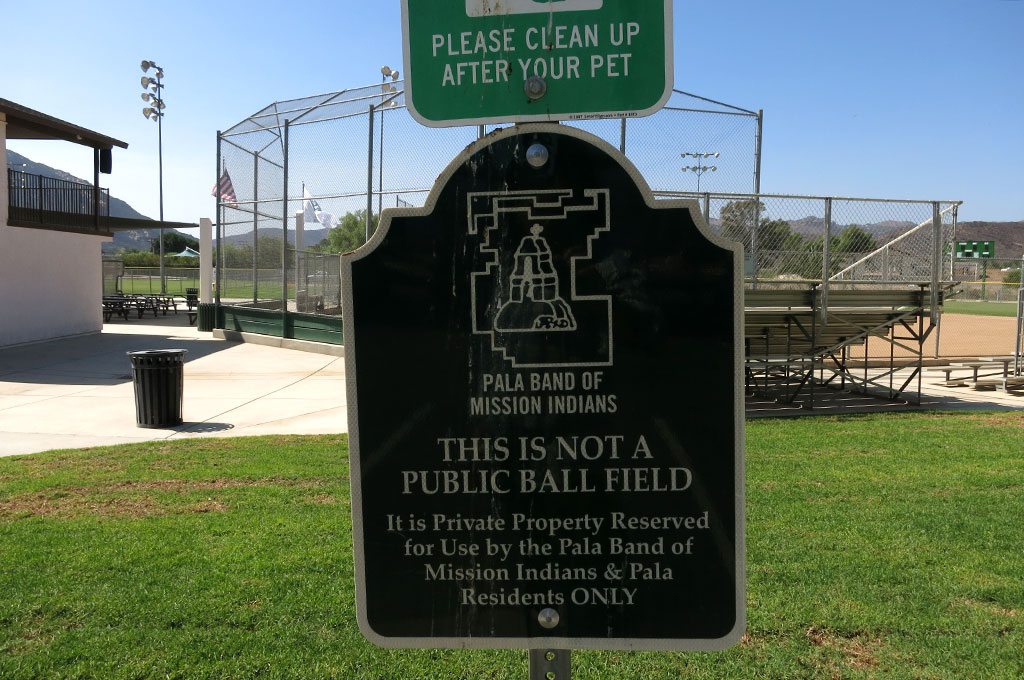 PLEASE CLEAN UP
AFTER YOUR PET
PALA BAND OF
MISSION INDIANS
THIS IS NOT A
PUBLIC BALL FIELD
It is Private Property Reserved
for Use by the Pala Band of
Mission Indians & Pala
Residents ONLY